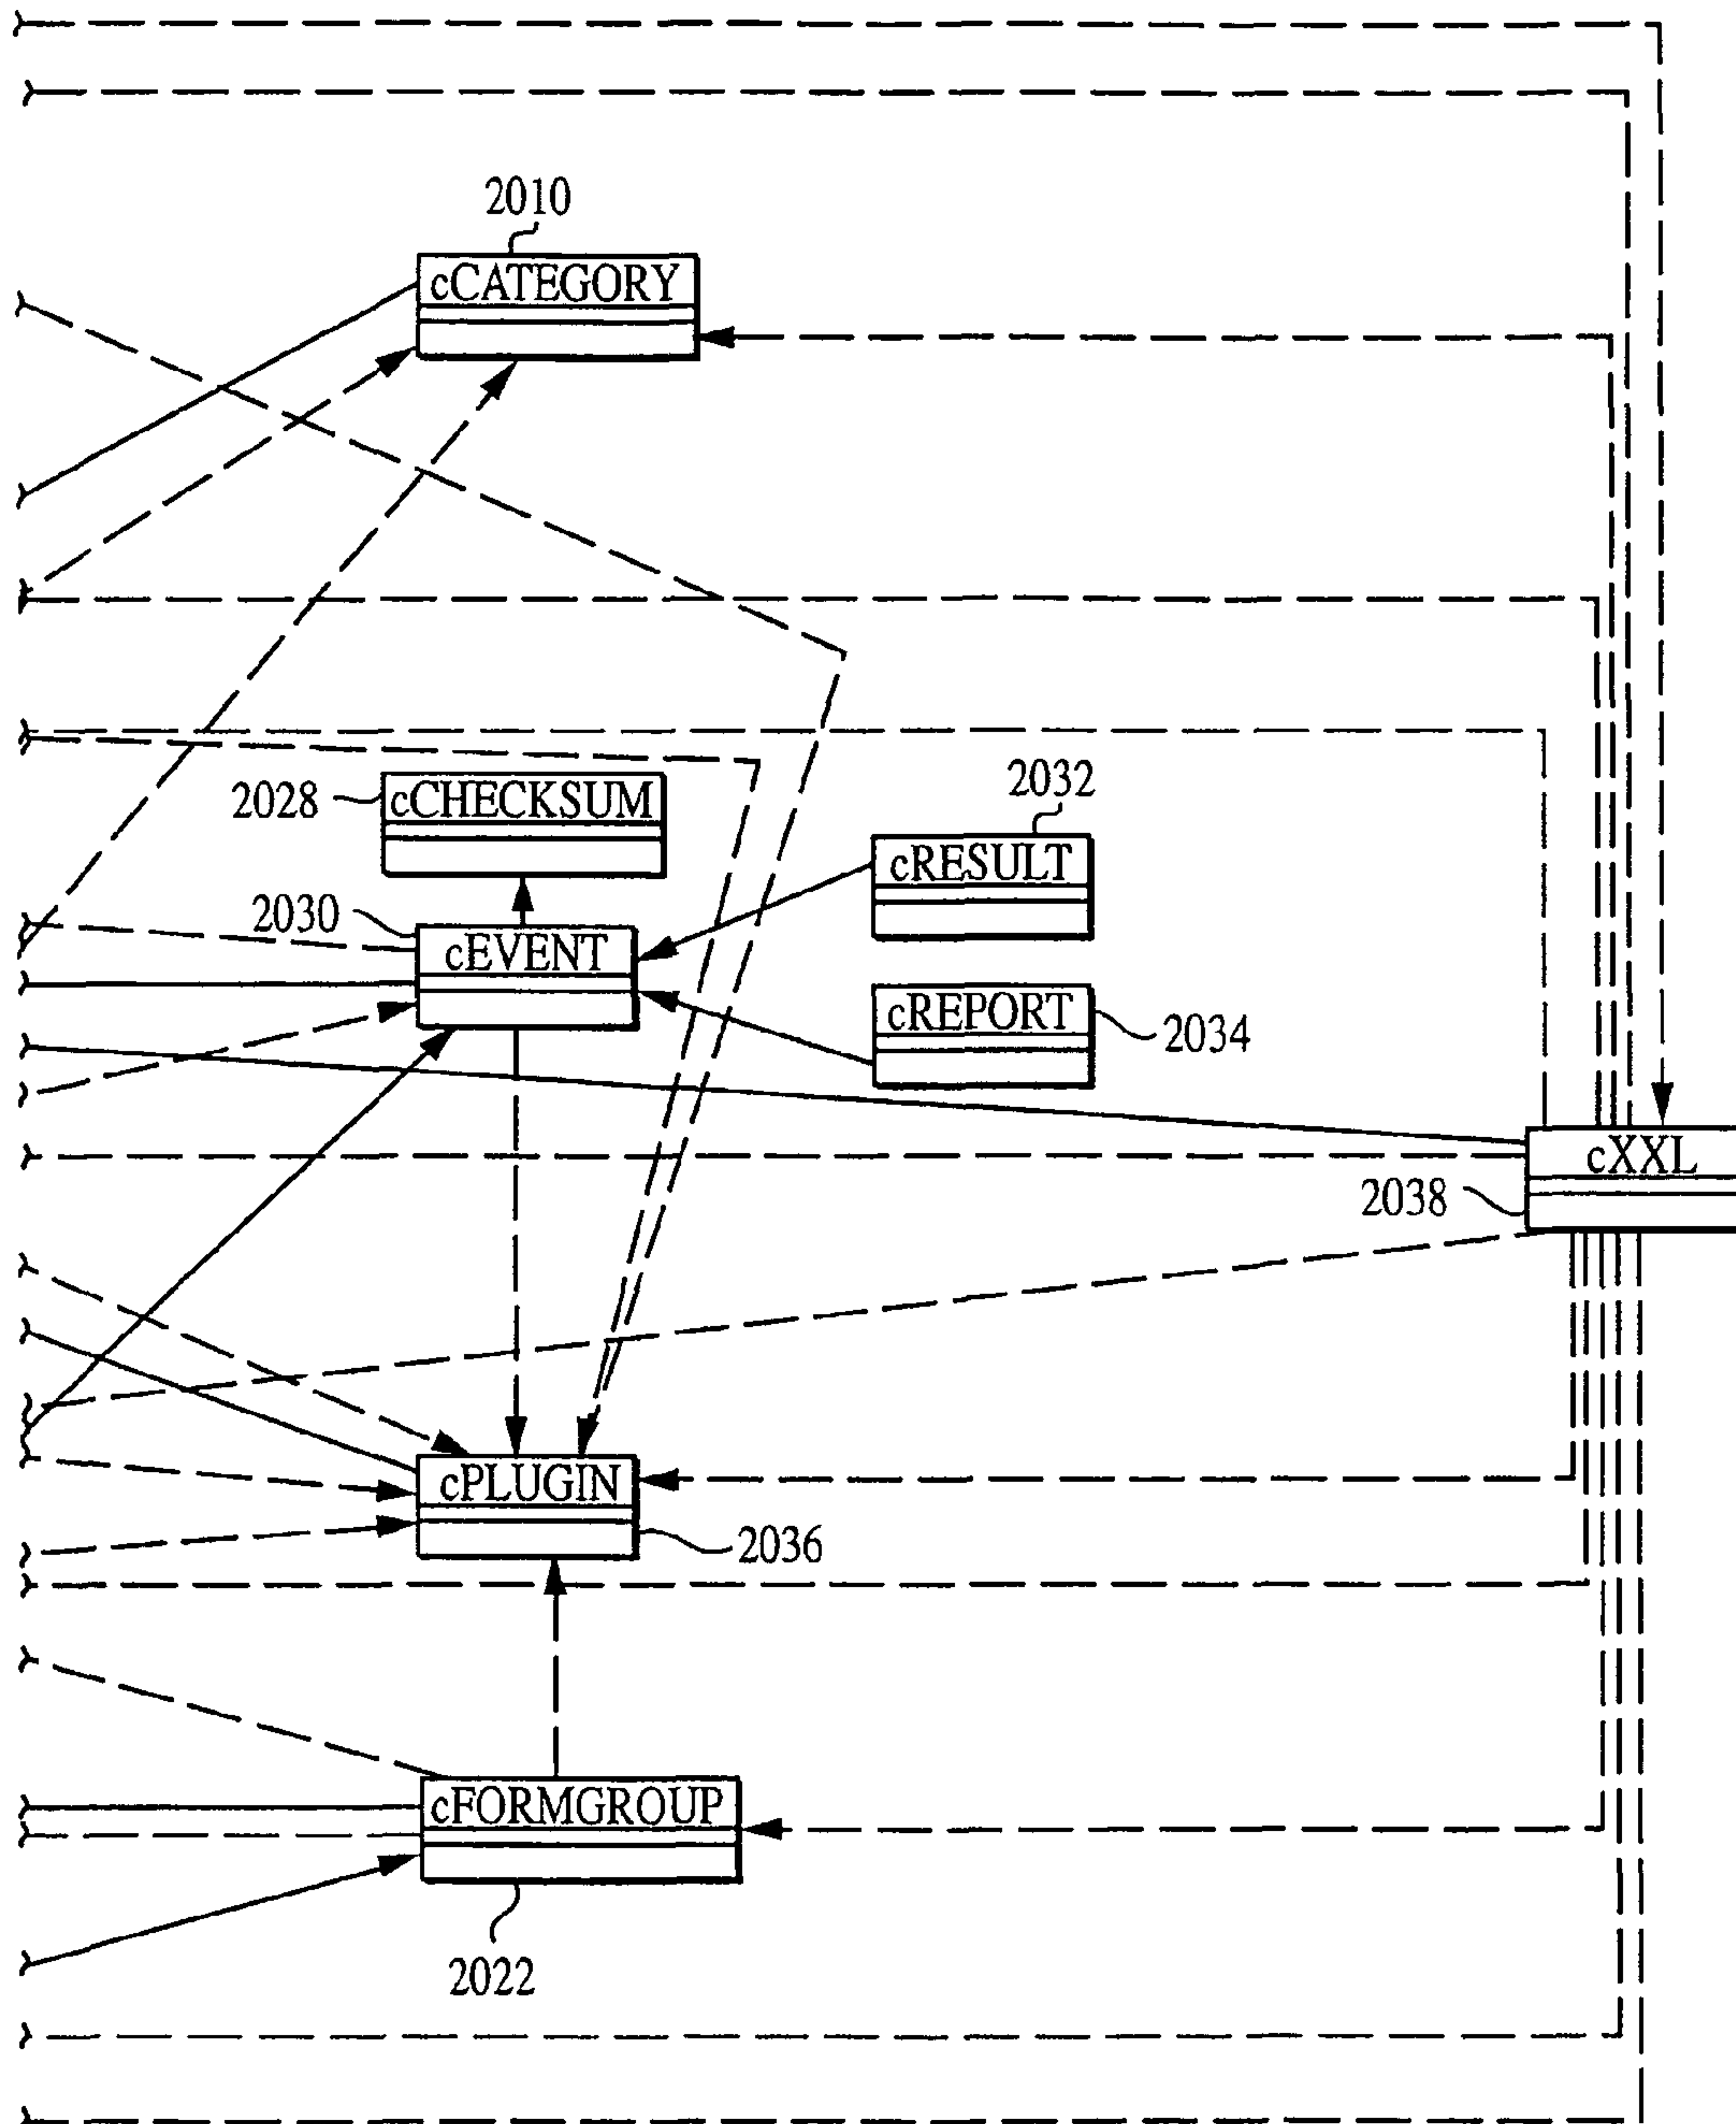 2010
cCATEGORY
2028
cCHECKSUM
2032
cRESULT
2030
cEVENT
cREPORT
2034
cXXL
2038
cPLUGIN
2036
cFORMGROUP
2022